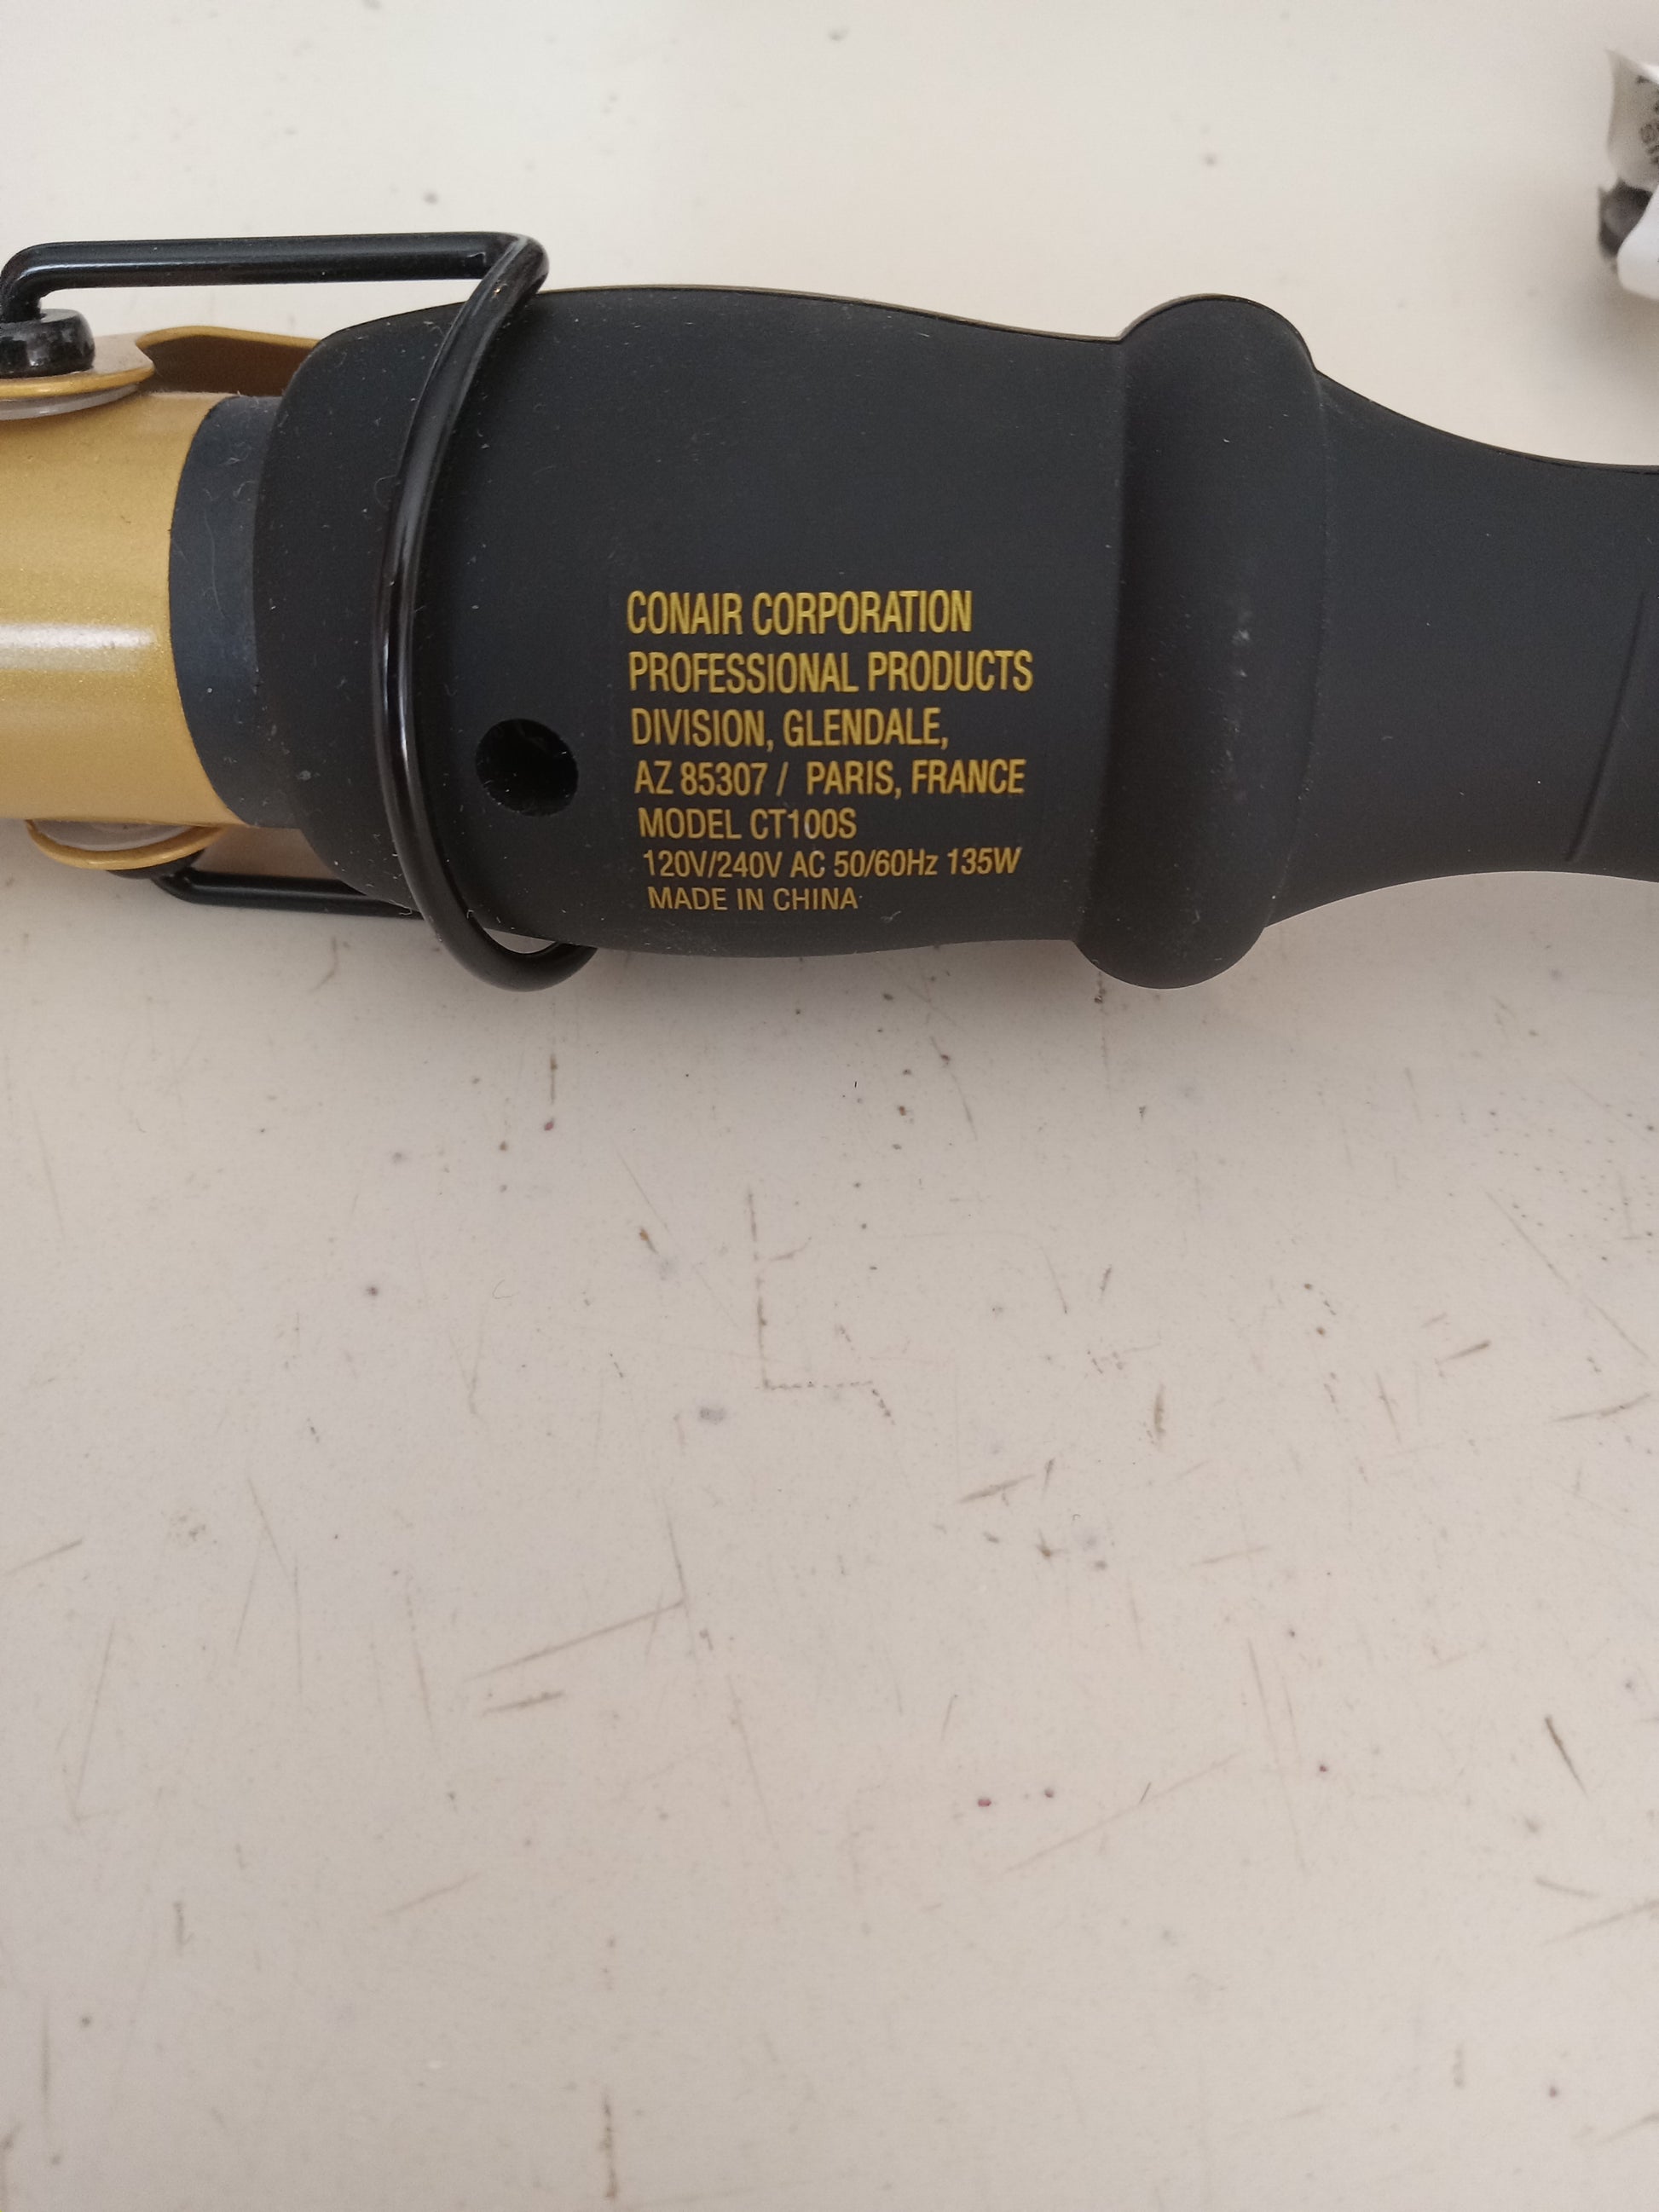 CONAIR CORPORATION
PROFESSIONAL PRODUCTS
DIVISION, GLENDALE,
AZ 85307 / PARIS, FRANCE
MODEL CT100S
120V/240V AC 50/60Hz 135W
MADE IN CHINA